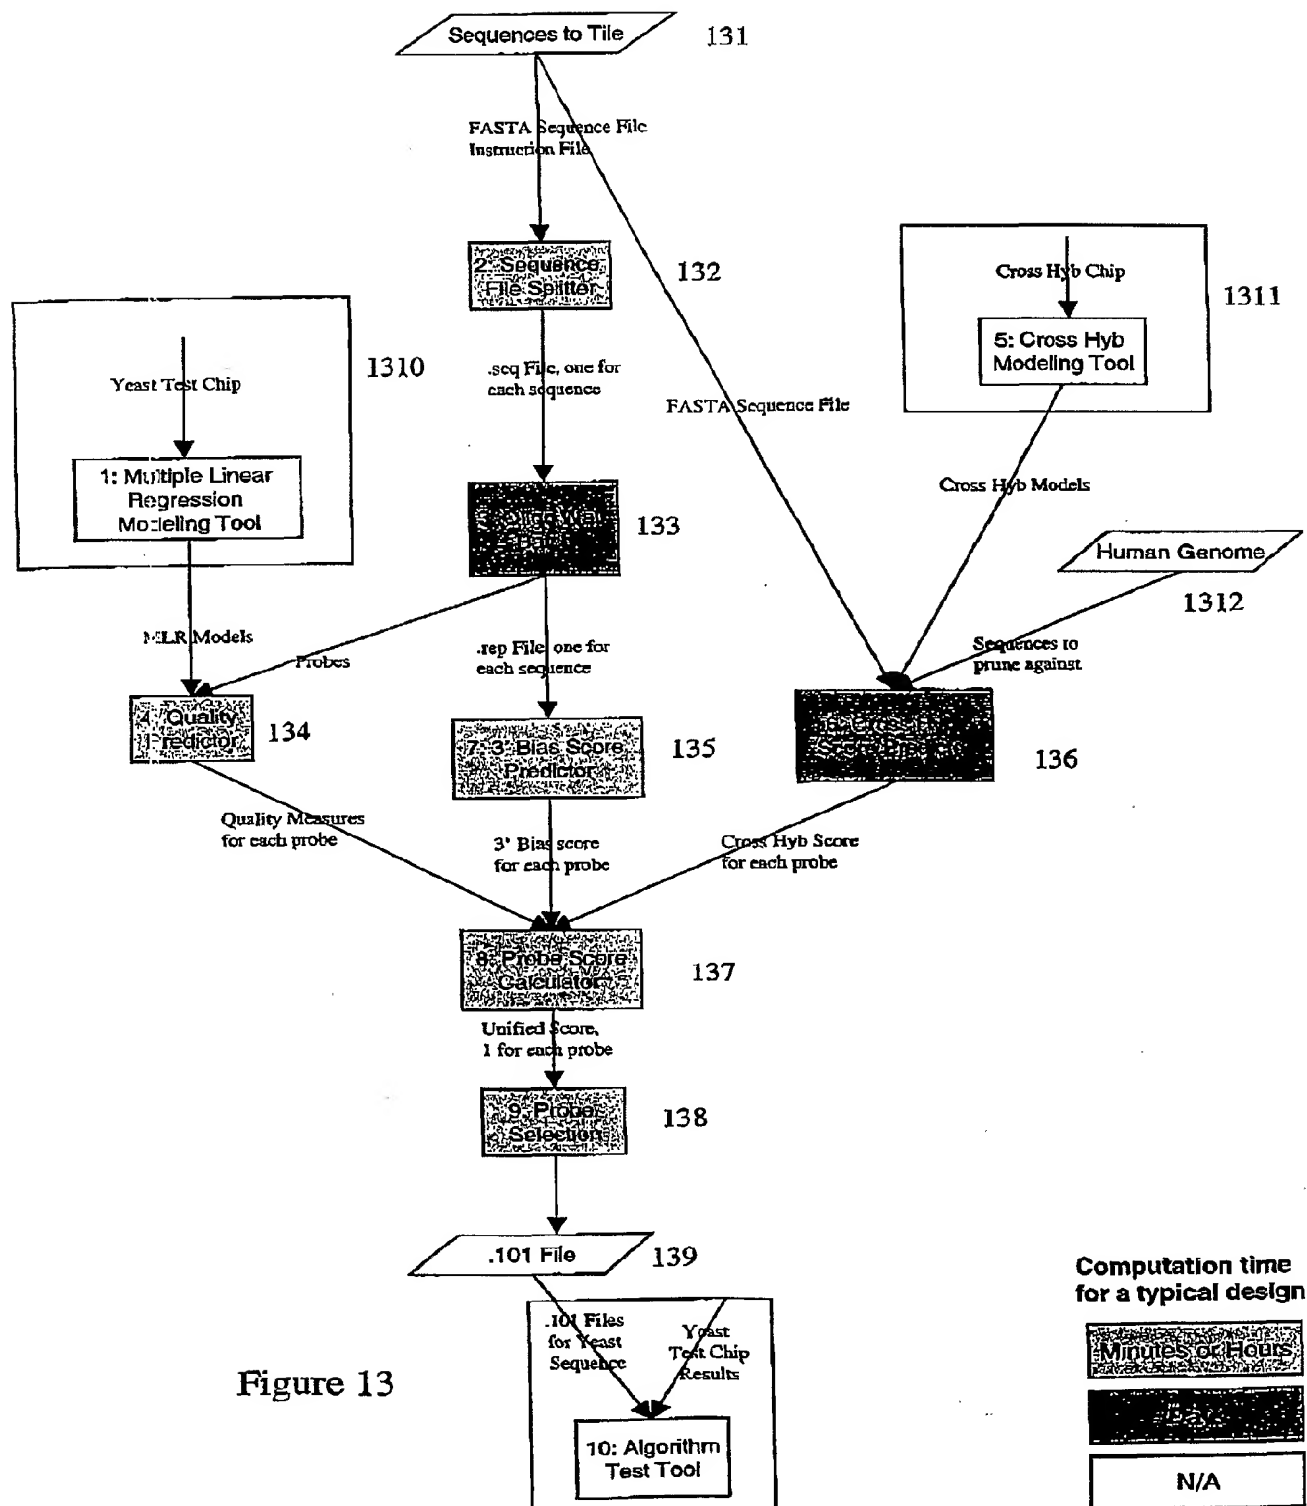 Sequences to Tile
131
FASTA Sequence File
Instruction File
2: Sequence
File Splitter
132
Cross Hyb Chip
5: Cross Hyb
Modeling Tool
1311
Yeast Test Chip
1: Multiple Linear
Regression
Modeling Tool
1310
.seq File, one for
each sequence
FASTA Sequence File
Cross Hyb Models
133
Human Genome
1312
MLR Models
Probes
.rep File, one for
each sequence
Sequences to
prune against
4: Quality
Predictor
134
7: 3' Bias Score
Predictor
135
136
Quality Measures
for each probe
3' Bias score
for each probe
Cross Hyb Score
for each probe
8: Probe Score
Calculator
137
Unified Score,
1 for each probe
9: Probe
Selection
138
.101 File
139
.101 Files
for Yeast
Sequence
Yeast
Test Chip
Results
10: Algorithm
Test Tool
Figure 13
Computation time
for a typical design
Minutes or Hours
Days
N/A